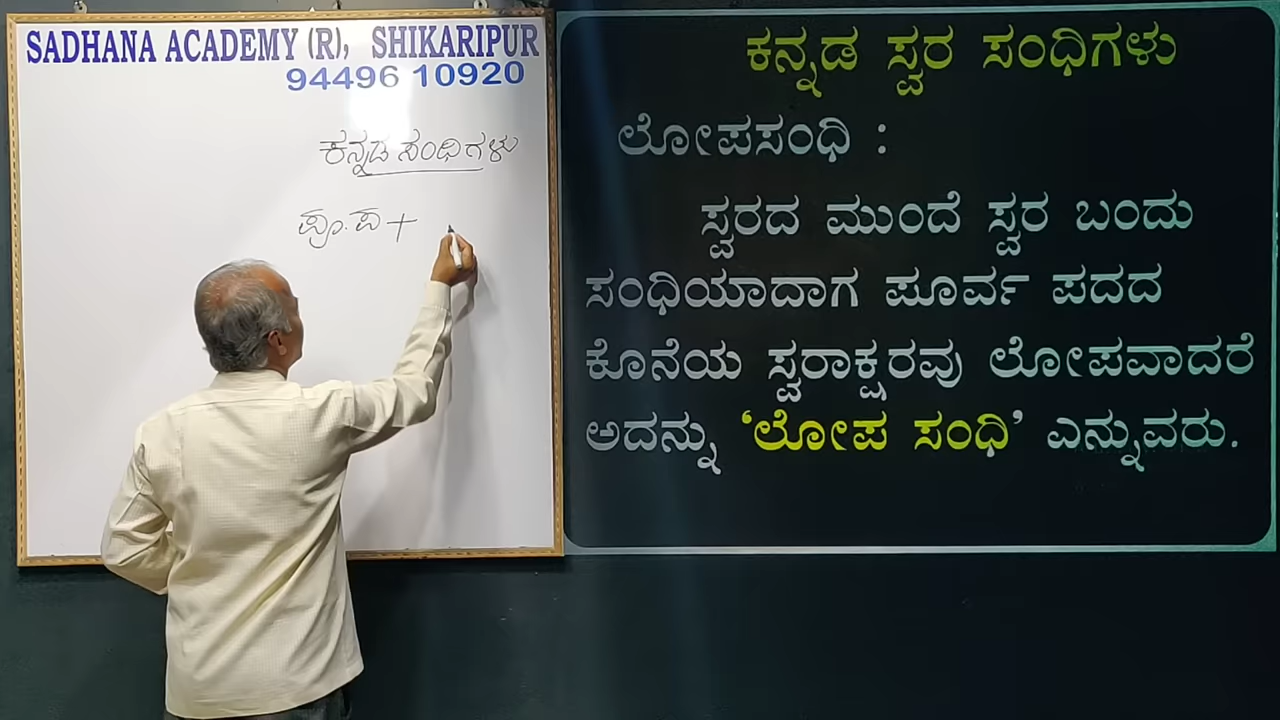 SADHANA ACADEMY (R), SHIKARIPUR
94496 10920
ಕನ್ನಡ ಸಂಧಿಗಳು
ಪೂ. ಪ +
ಕನ್ನಡ ಸ್ವರ ಸಂಧಿಗಳು
ಲೋಪಸಂಧಿ :
ಸ್ವರದ ಮುಂದೆ ಸ್ವರ ಬಂದು
ಸಂಧಿಯಾದಾಗ ಪೂರ್ವ ಪದದ
ಕೊನೆಯ ಸ್ವರಾಕ್ಷರವು ಲೋಪವಾದರೆ
ಅದನ್ನು ‘ಲೋಪ ಸಂಧಿ’ ಎನ್ನುವರು.